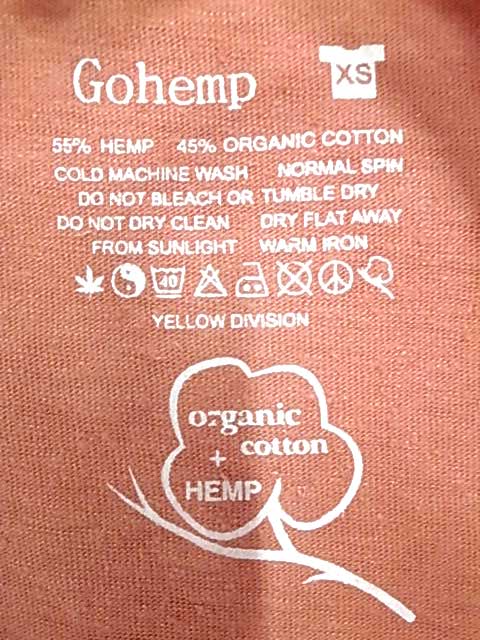 Gohemp
XS
55% HEMP 45% ORGANIC COTTON
COLD MACHINE WASH NORMAL SPIN
DO NOT BLEACH OR TUMBLE DRY
DO NOT DRY CLEAN DRY FLAT AWAY
FROM SUNLIGHT WARM IRON
40
YELLOW DIVISION
organic
cotton
+
HEMP